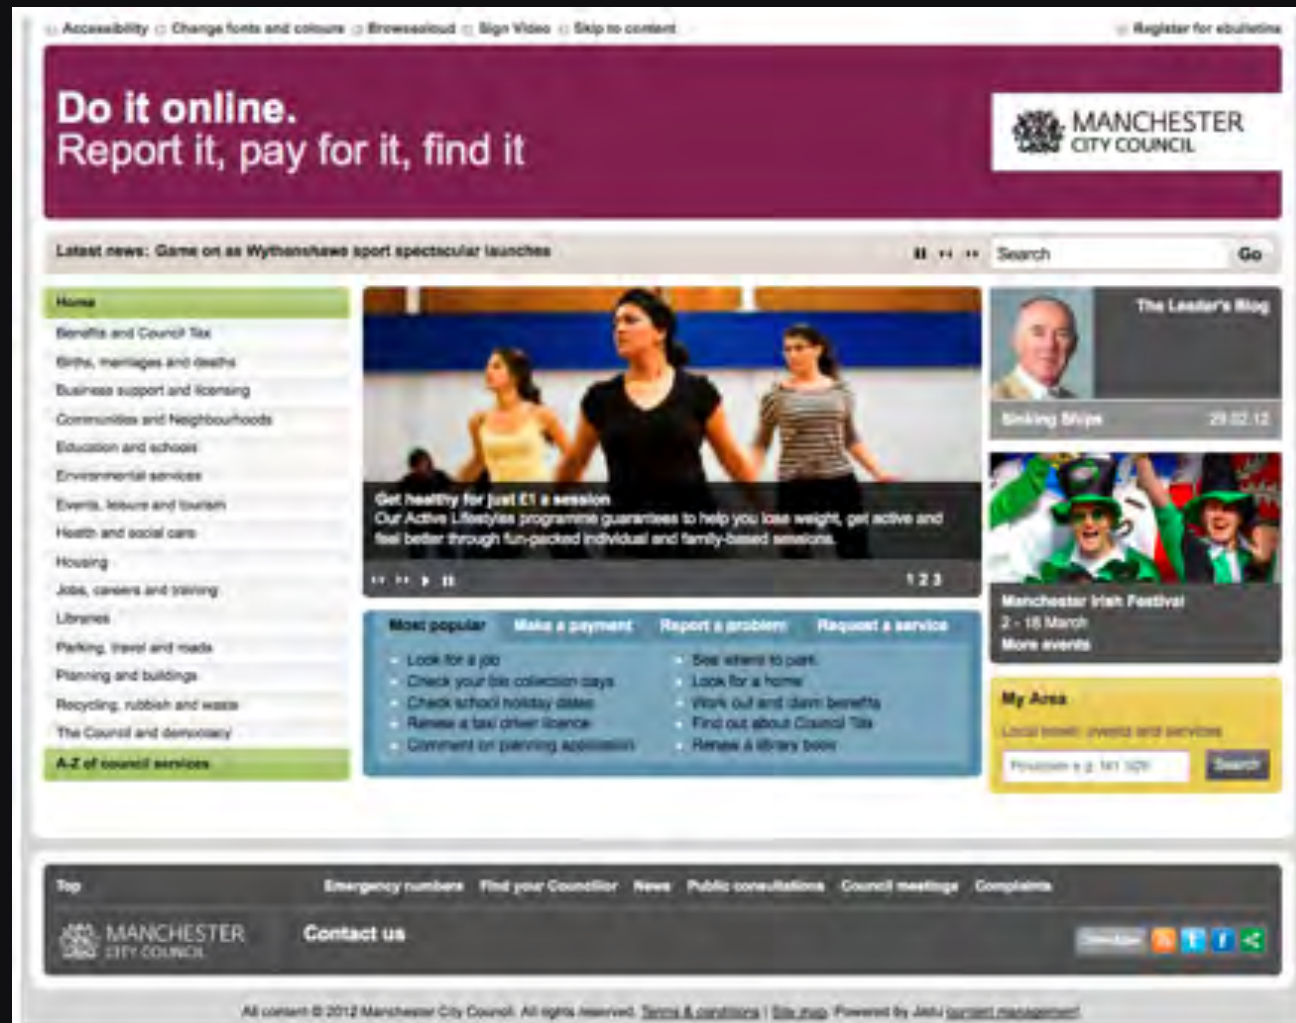 Accessibility Change fonts and colours Browsealoud Sign Video Skip to content
Register for ebulletins
Do it online.
Report it, pay for it, find it
MANCHESTER
CITY COUNCIL
Latest news: Game on as Wythenshawe sport spectacular launches
Search Go
Home
Benefits and Council Tax
Births, marriages and deaths
Business support and licensing
Communities and Neighbourhoods
Education and schools
Environmental services
Events, leisure and tourism
Health and social care
Housing
Jobs, careers and training
Libraries
Parking, travel and roads
Planning and buildings
Recycling, rubbish and waste
The Council and democracy
A-Z of council services
Get healthy for just £1 a session
Our Active Lifestyles programme guarantees to help you lose weight, get active and
feel better through fun-packed individual and family-based sessions.
1 2 3
Most popular Make a payment Report a problem Request a service
Look for a job
Check your bin collection days
Check school holiday dates
Renew a taxi driver licence
Comment on planning application
See where to park
Look for a home
Work out and claim benefits
Find out about Council Tax
Renew a library book
The Leader's Blog
Sinking Ships 29.02.12
Manchester Irish Festival
2 - 18 March
More events
My Area
Local news, events and services
Postcode e.g. M1
Search
Top Emergency numbers Find your Councillor News Public consultations Council meetings Complaints
MANCHESTER
CITY COUNCIL
Contact us
All content © 2012 Manchester City Council. All rights reserved. Terms & conditions | Site map. Powered by Jadu content management.